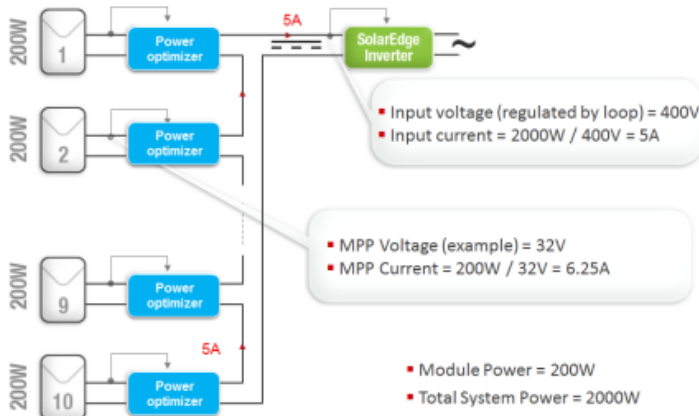 200W
1
Power
optimizer
5A
SolarEdge
Inverter
~
▪ Input voltage (regulated by loop) = 400V
▪ Input current = 2000W / 400V = 5A
200W
2
Power
optimizer
▪ MPP Voltage (example) = 32V
▪ MPP Current = 200W / 32V = 6.25A
200W
9
Power
optimizer
5A
200W
10
Power
optimizer
▪ Module Power = 200W
▪ Total System Power = 2000W